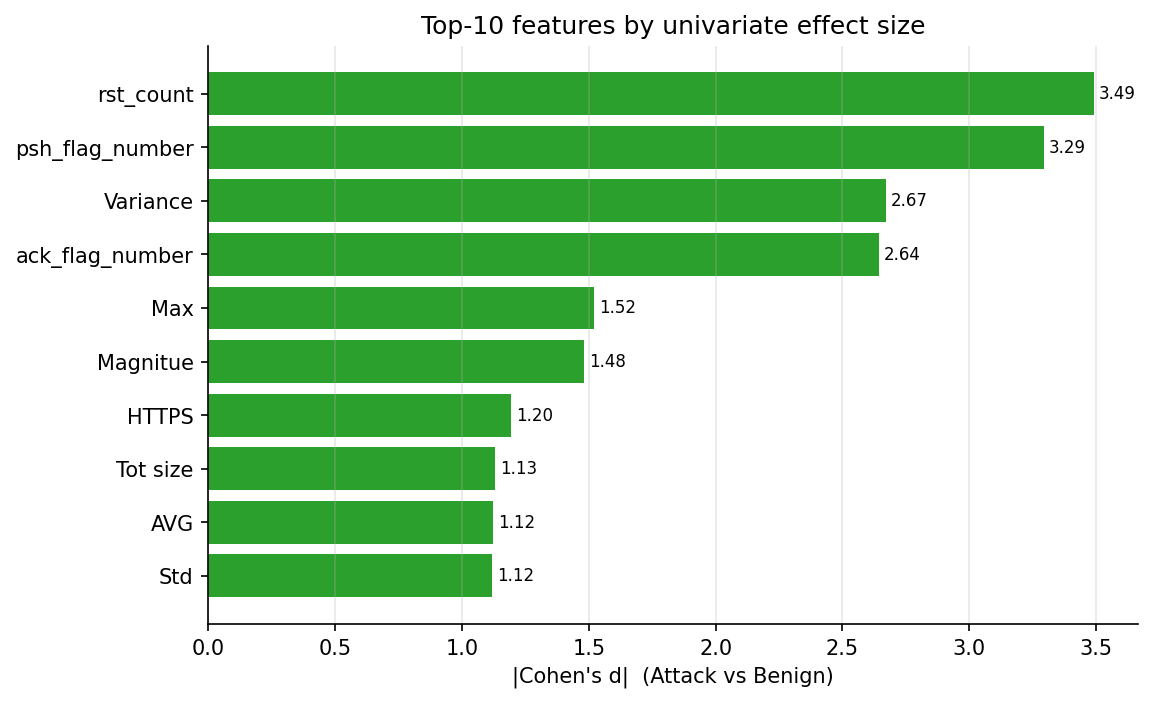 Top-10 features by univariate effect size
rst_count 3.49
psh_flag_number 3.29
Variance 2.67
ack_flag_number 2.64
Max 1.52
Magnitue 1.48
HTTPS 1.20
Tot size 1.13
AVG 1.12
Std 1.12
0.0 0.5 1.0 1.5 2.0 2.5 3.0 3.5
|Cohen's d|  (Attack vs Benign)